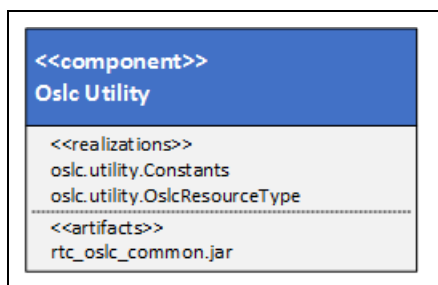 <<component>>
Oslc Utility
<<realizations>>
oslc.utility.Constants
oslc.utility.OslcResourceType
<<artifacts>>
rtc_oslc_common.jar